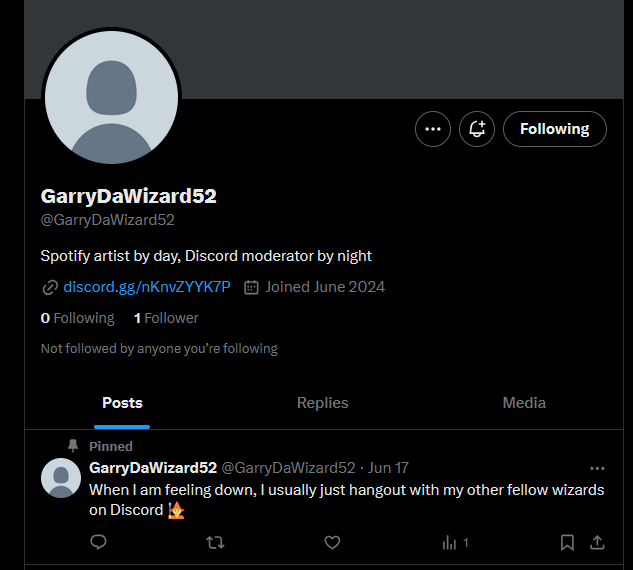 Following
GarryDaWizard52
@GarryDaWizard52
Spotify artist by day, Discord moderator by night
discord.gg/nKnvZYYK7P Joined June 2024
0 Following 1 Follower
Not followed by anyone you’re following
Posts Replies Media
Pinned
GarryDaWizard52 @GarryDaWizard52 · Jun 17
When I am feeling down, I usually just hangout with my other fellow wizards
on Discord 🧙
1